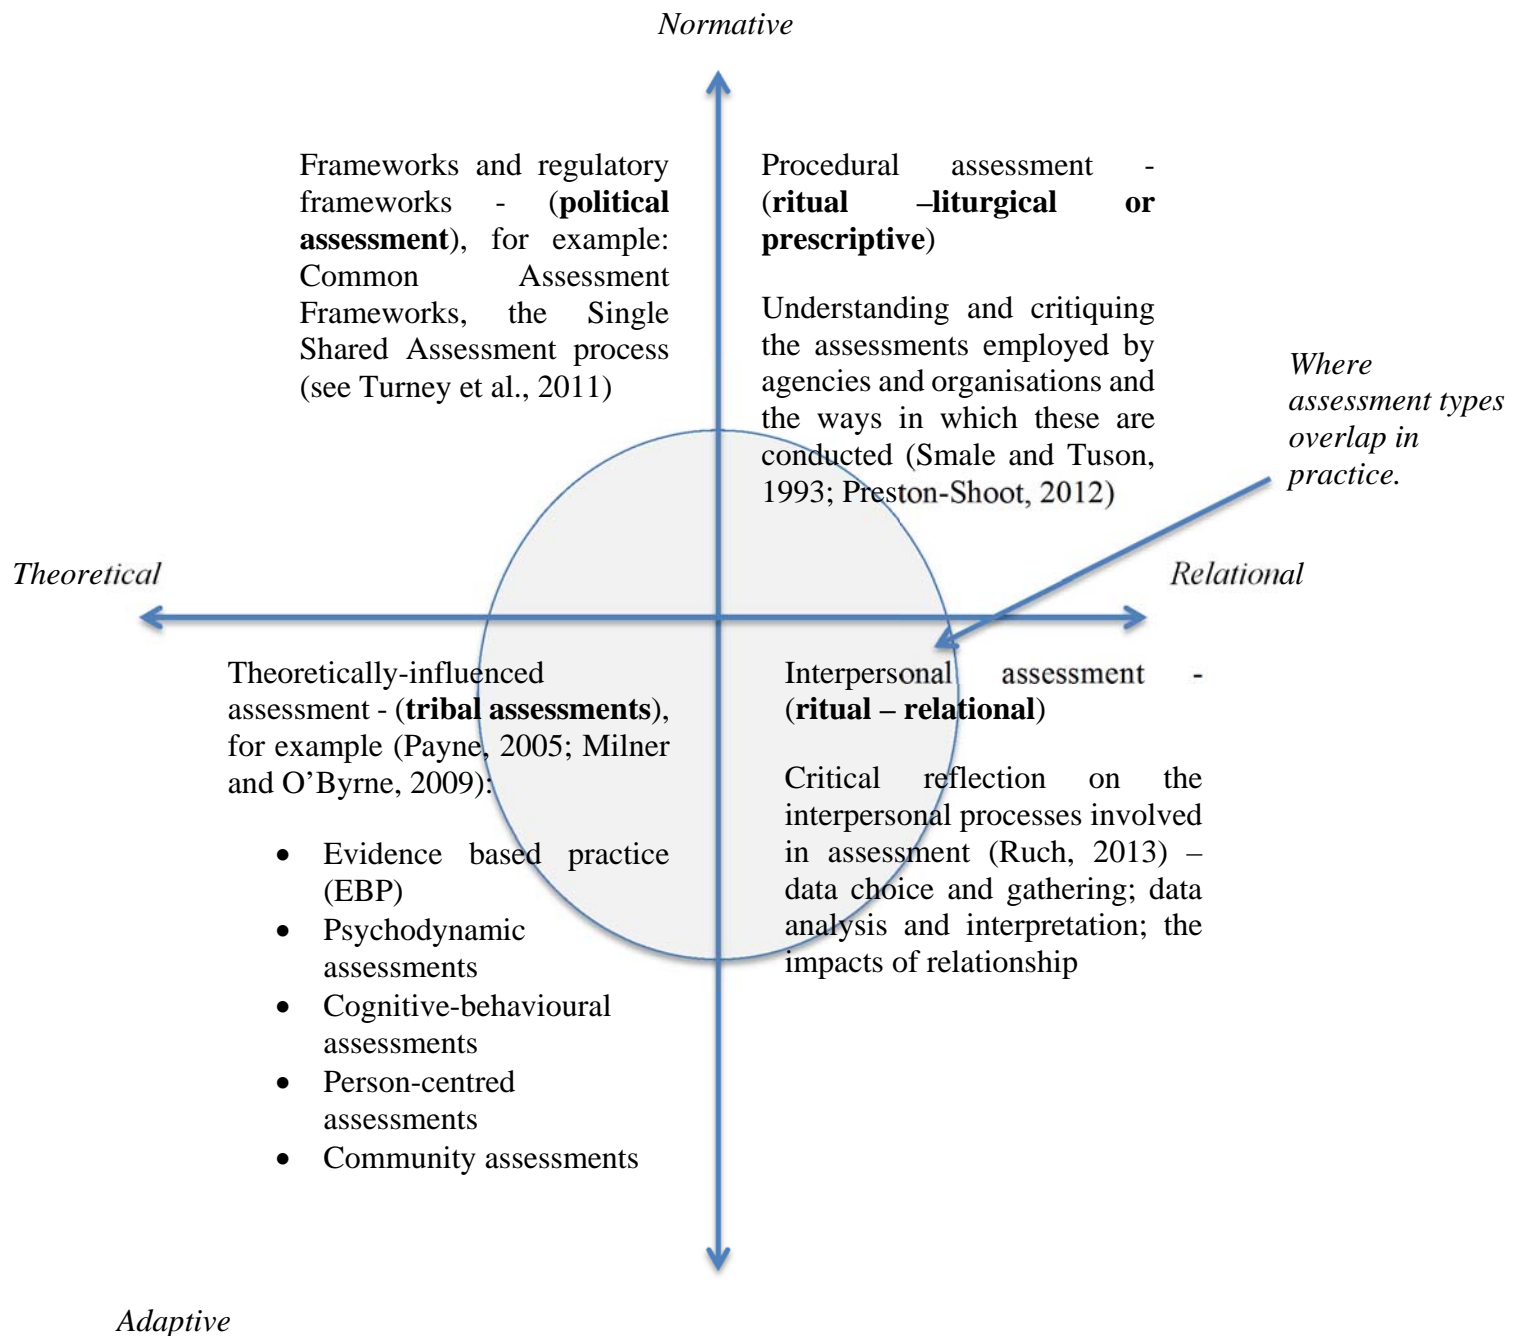 Normative
Frameworks and regulatory
frameworks - (political
assessment), for example:
Common Assessment
Frameworks, the Single
Shared Assessment process
(see Turney et al., 2011)
Procedural assessment -
(ritual –liturgical or
prescriptive)
Understanding and critiquing
the assessments employed by
agencies and organisations and
the ways in which these are
conducted (Smale and Tuson,
1993; Preston-Shoot, 2012)
Where
assessment types
overlap in
practice.
Theoretical
Relational
Theoretically-influenced
assessment - (tribal assessments),
for example (Payne, 2005; Milner
and O’Byrne, 2009):
• Evidence based practice
(EBP)
• Psychodynamic
assessments
• Cognitive-behavioural
assessments
• Person-centred
assessments
• Community assessments
Interpersonal assessment -
(ritual – relational)
Critical reflection on the
interpersonal processes involved
in assessment (Ruch, 2013) –
data choice and gathering; data
analysis and interpretation; the
impacts of relationship
Adaptive